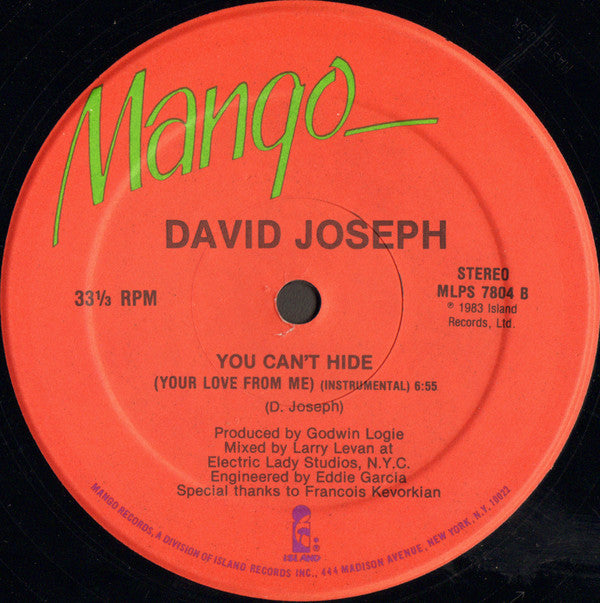 Mango
DAVID JOSEPH
33⅓ RPM
STEREO
MLPS 7804 B
℗ 1983 Island
Records, Ltd.
YOU CAN'T HIDE
(YOUR LOVE FROM ME) (INSTRUMENTAL) 6:55
(D. Joseph)
Produced by Godwin Logie
Mixed by Larry Levan at
Electric Lady Studios, N.Y.C.
Engineered by Eddie Garcia
Special thanks to Francois Kevorkian
ISLAND®
MANGO RECORDS, A DIVISION OF ISLAND RECORDS INC., 444 MADISON AVENUE, NEW YORK, N.Y. 10022